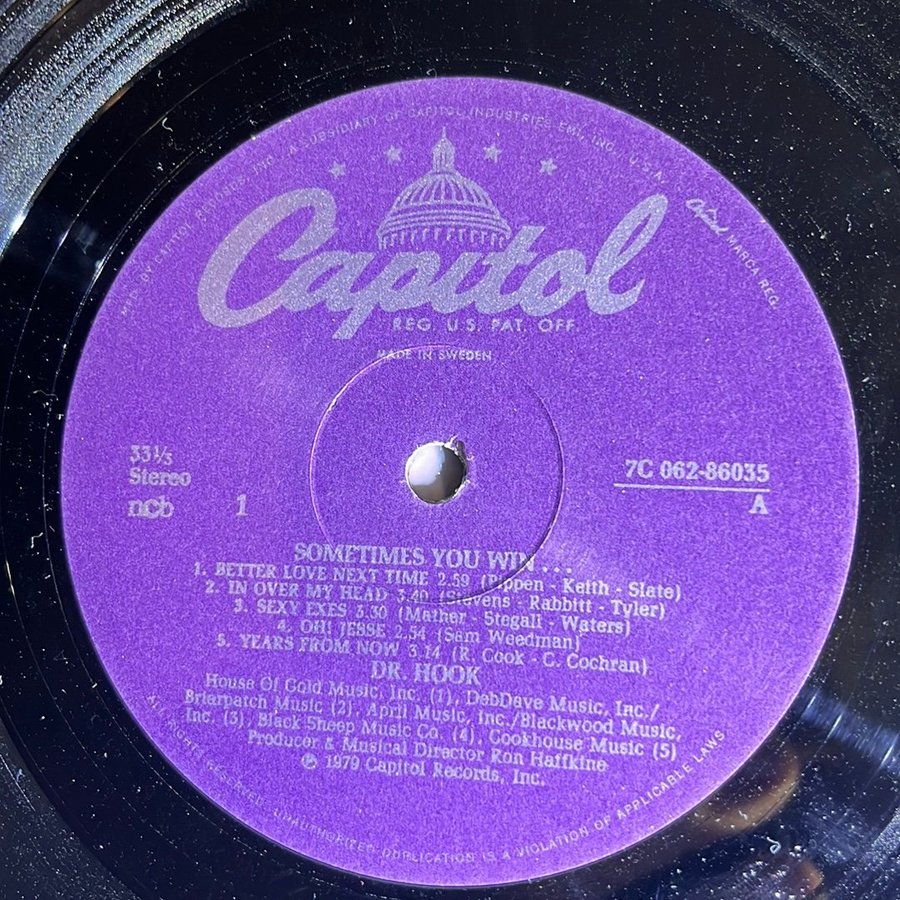 MFD. BY CAPITOL RECORDS, INC., A SUBSIDIARY OF CAPITOL INDUSTRIES-EMI, INC., U.S.A.
Capitol MARCA REG.
Capitol
REG. U.S. PAT. OFF.
MADE IN SWEDEN
33⅓
Stereo
ncb
1
7C 062-86035
A
SOMETIMES YOU WIN . . .
1. BETTER LOVE NEXT TIME 2.59 (Pippen - Keith - Slate)
2. IN OVER MY HEAD 3.40 (Stevens - Rabbitt - Tyler)
3. SEXY EXES 3.30 (Mather - Stegall - Waters)
4. OH! JESSE 2.54 (Sam Weedman)
5. YEARS FROM NOW 3.14 (R. Cook - C. Cochran)
DR. HOOK
House Of Gold Music, Inc. (1), DebDave Music, Inc./
Briarpatch Music (2), April Music, Inc./Blackwood Music,
Inc. (3), Black Sheep Music Co. (4), Cookhouse Music (5)
Producer & Musical Director Ron Haffkine
℗ 1979 Capitol Records, Inc.
ALL RIGHTS RESERVED. UNAUTHORIZED DUPLICATION IS A VIOLATION OF APPLICABLE LAWS